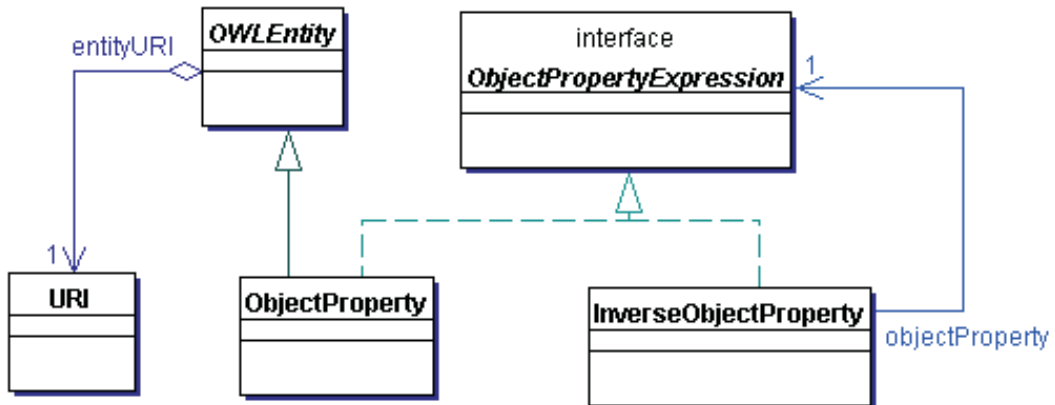 entityURI
OWLEntity
interface
ObjectPropertyExpression
1
1
URI
ObjectProperty
InverseObjectProperty
objectProperty